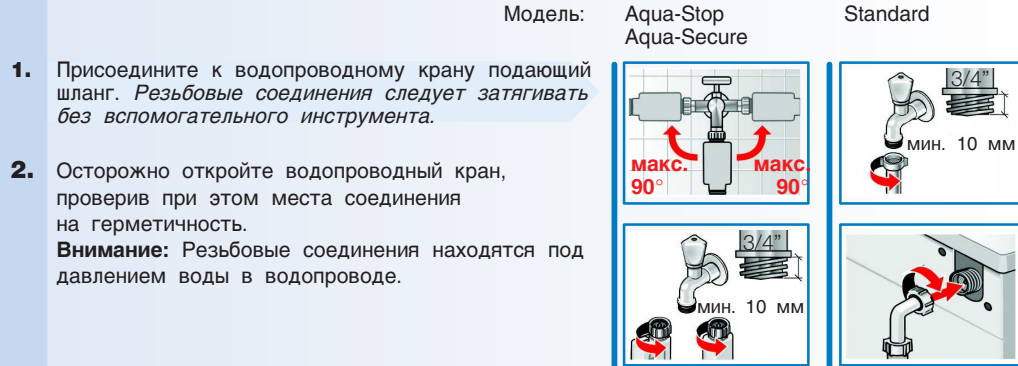 Модель: Aqua-Stop Standard
Aqua-Secure
1. Присоедините к водопроводному крану подающий
шланг. Резьбовые соединения следует затягивать
без вспомогательного инструмента.
2. Осторожно откройте водопроводный кран,
проверив при этом места соединения
на герметичность.
Внимание: Резьбовые соединения находятся под
давлением воды в водопроводе.
макс. макс.
90° 90°
3/4"
мин. 10 мм
3/4"
мин. 10 мм